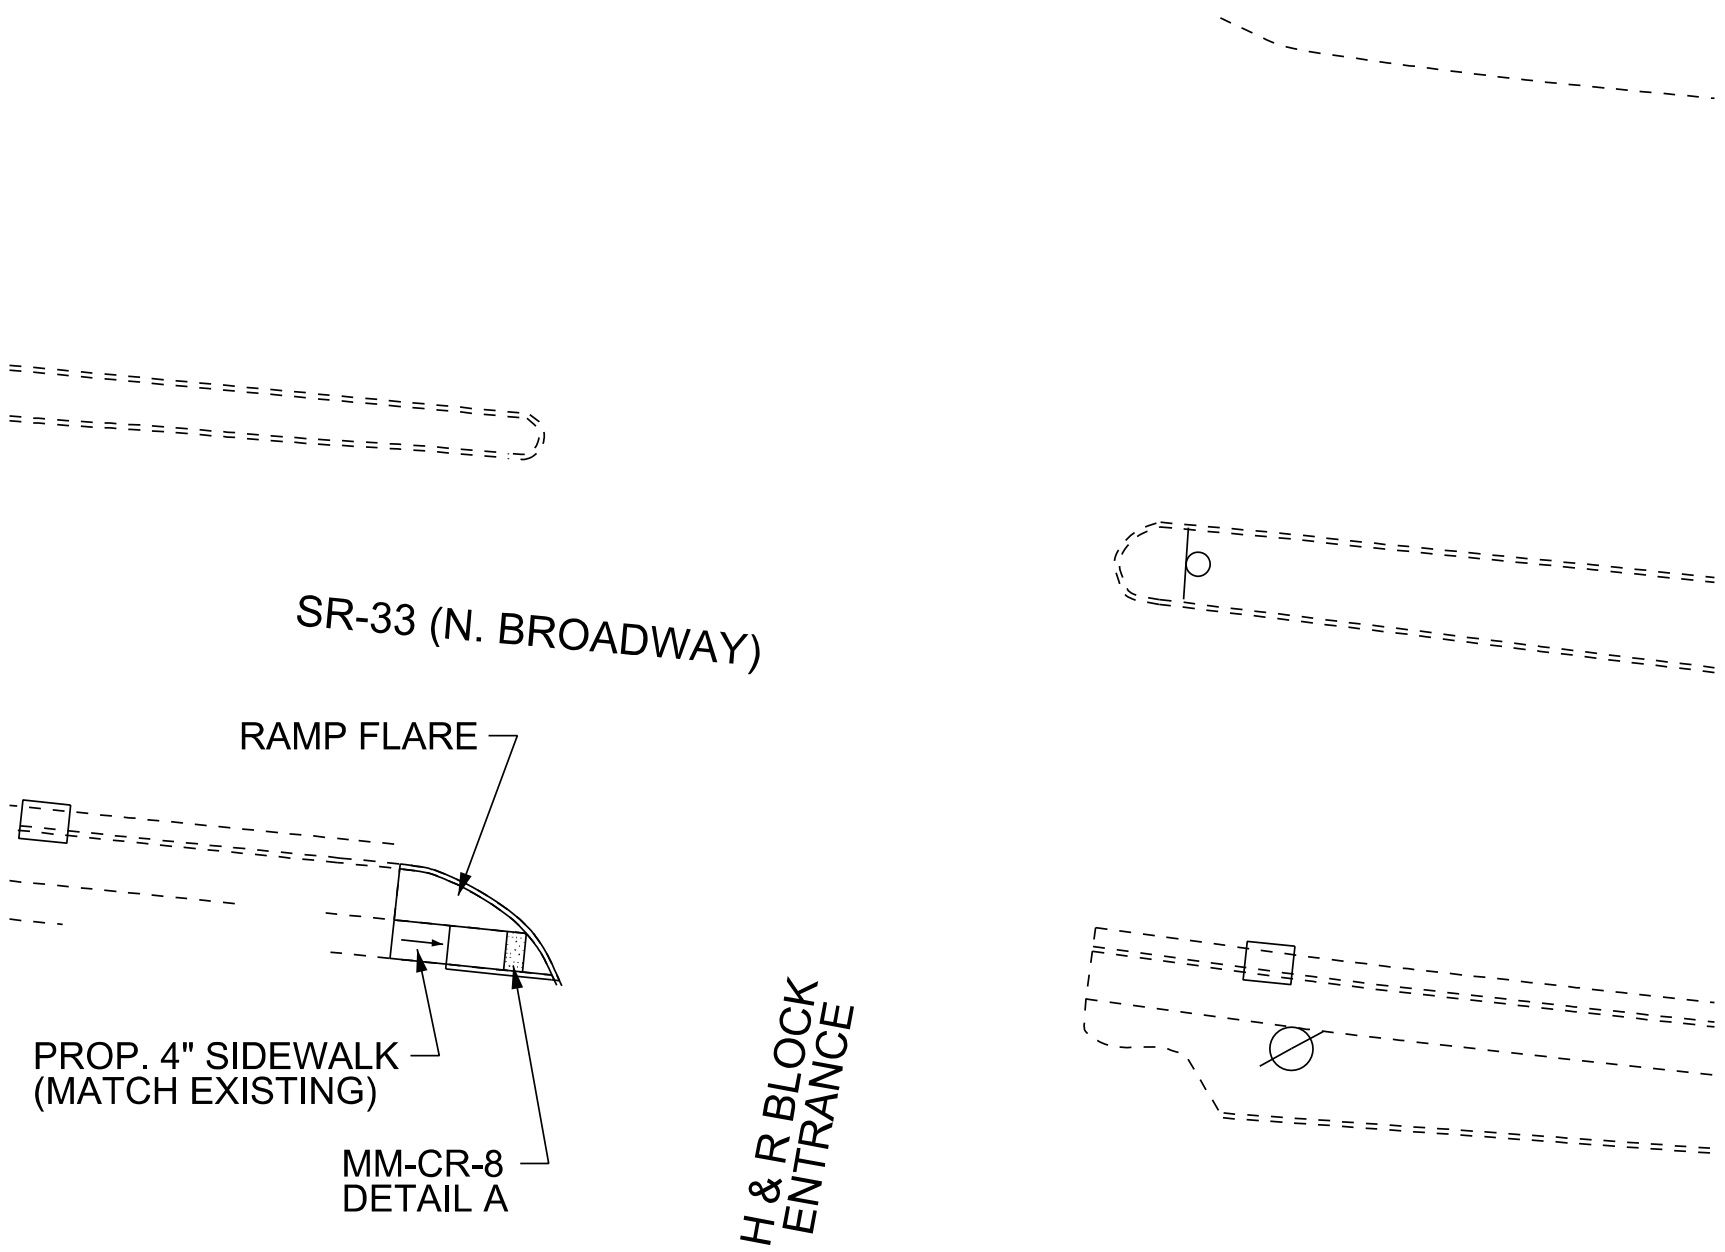 SR-33 (N. BROADWAY)
RAMP FLARE
PROP. 4" SIDEWALK
(MATCH EXISTING)
MM-CR-8
DETAIL A
H & R BLOCK
ENTRANCE